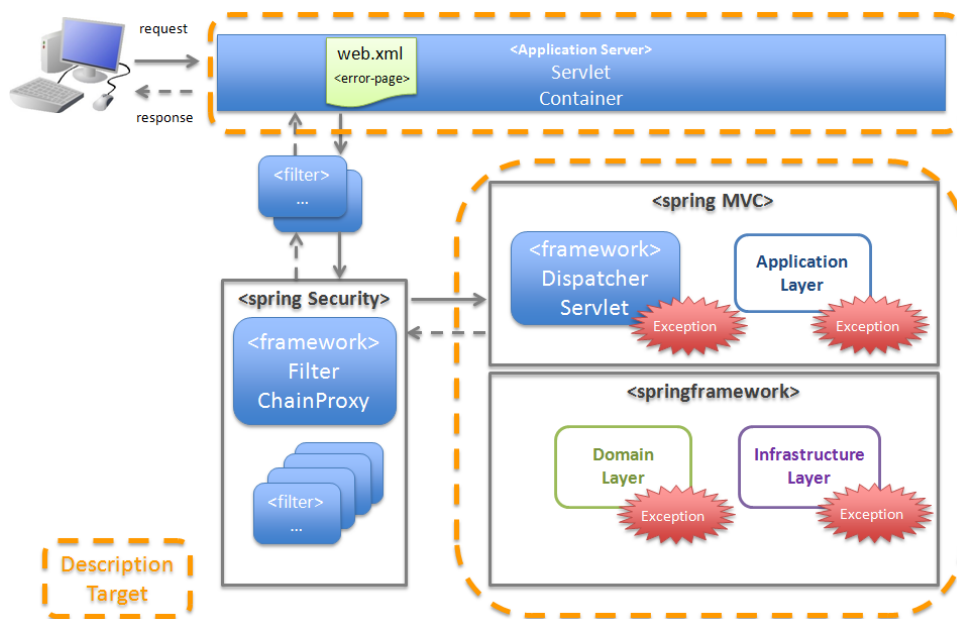 request
response
web.xml
<error-page>
<Application Server>
Servlet
Container
<filter>
...
<spring Security>
<framework>
Filter
ChainProxy
<filter>
...
<spring MVC>
<framework>
Dispatcher
Servlet
Exception
Application
Layer
Exception
<springframework>
Domain
Layer
Exception
Infrastructure
Layer
Exception
Description
Target